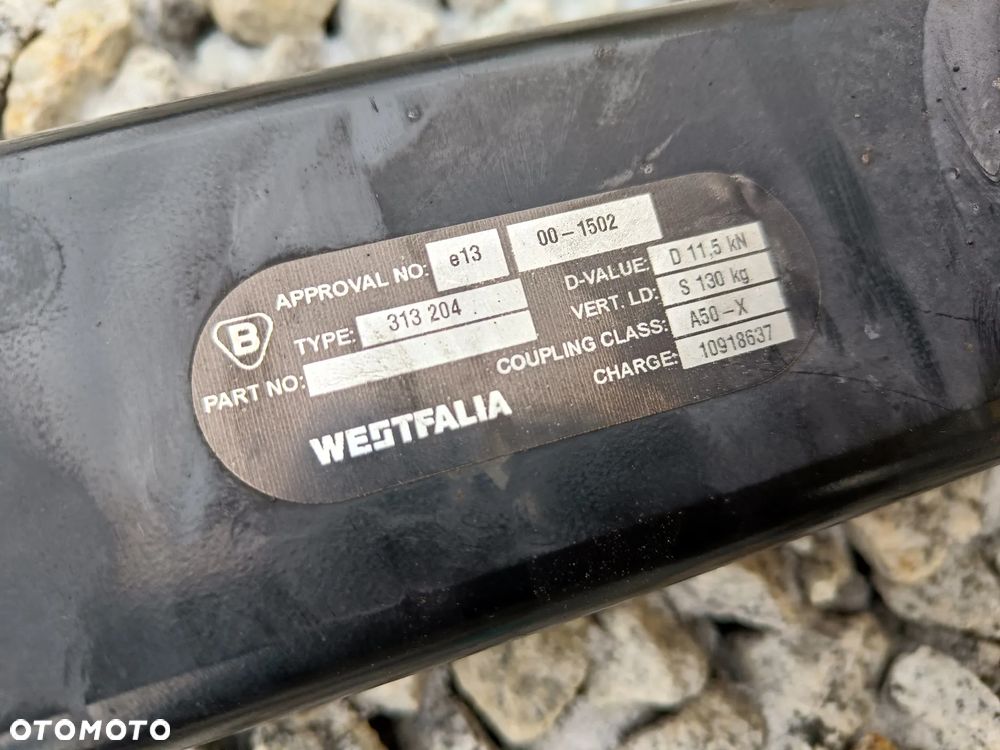 B
APPROVAL NO: e13 00-1502
TYPE: 313 204
PART NO:
D-VALUE: D 11,5 kN
VERT. LD: S 130 kg
COUPLING CLASS: A50-X
CHARGE: 10918637
WESTFALIA
OTOMOTO